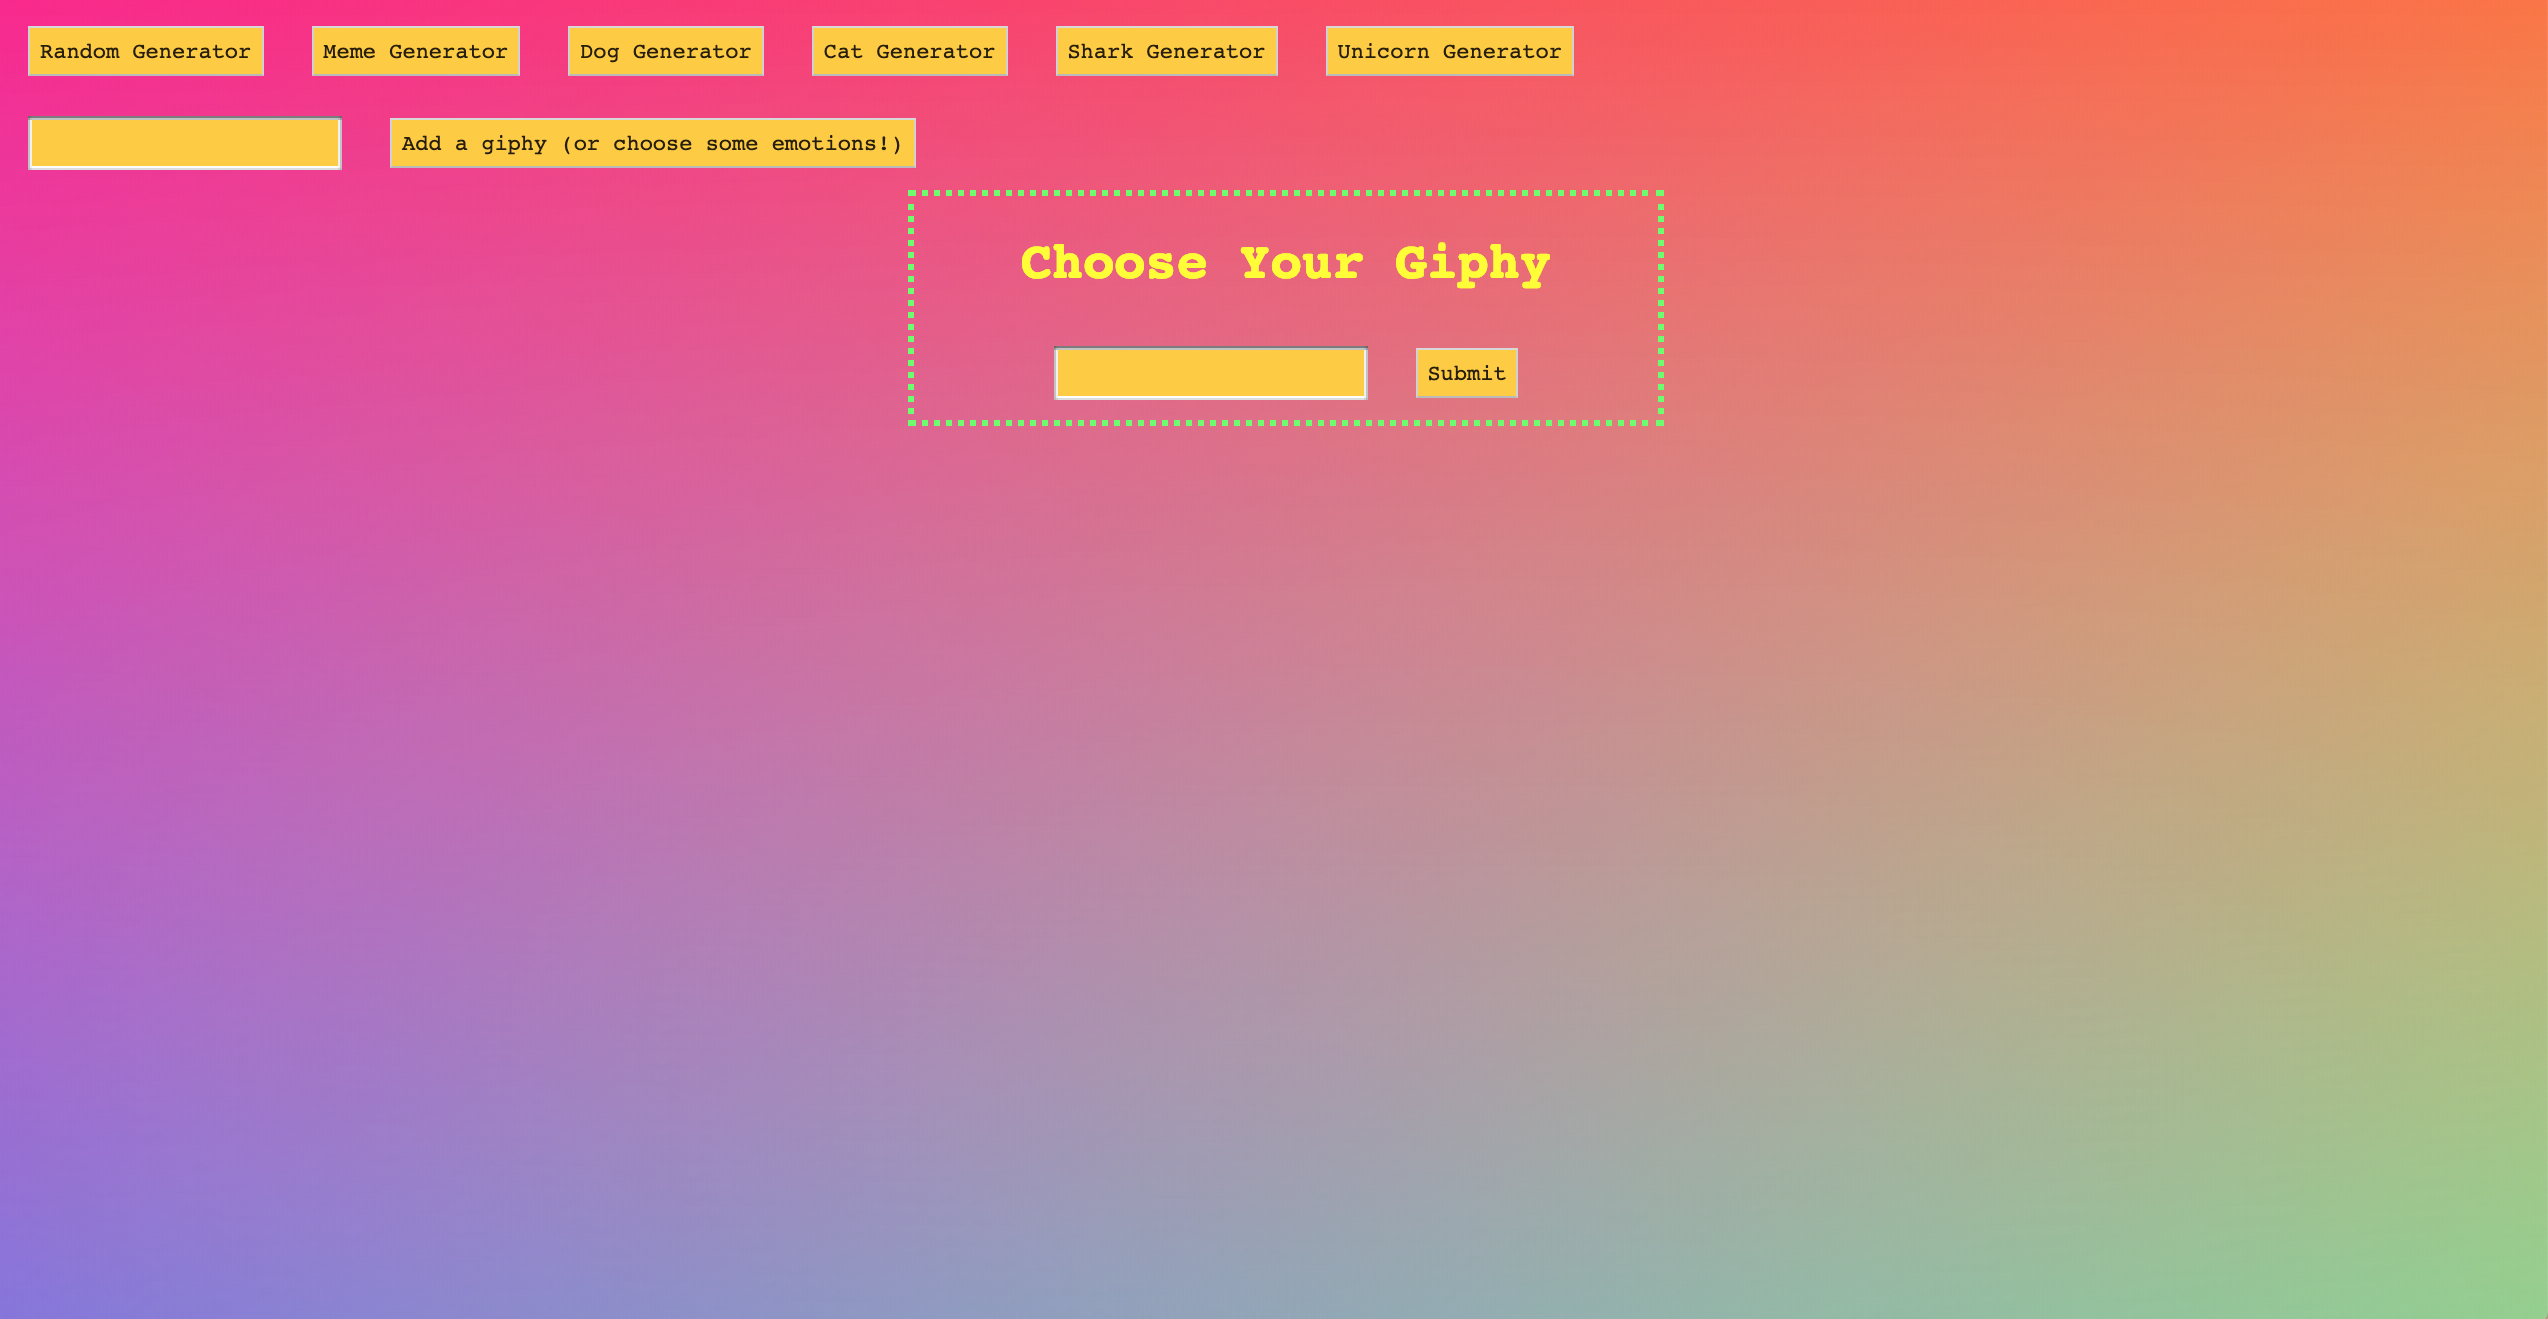 Random Generator Meme Generator Dog Generator Cat Generator Shark Generator Unicorn Generator
Add a giphy (or choose some emotions!)
Choose Your Giphy
Submit